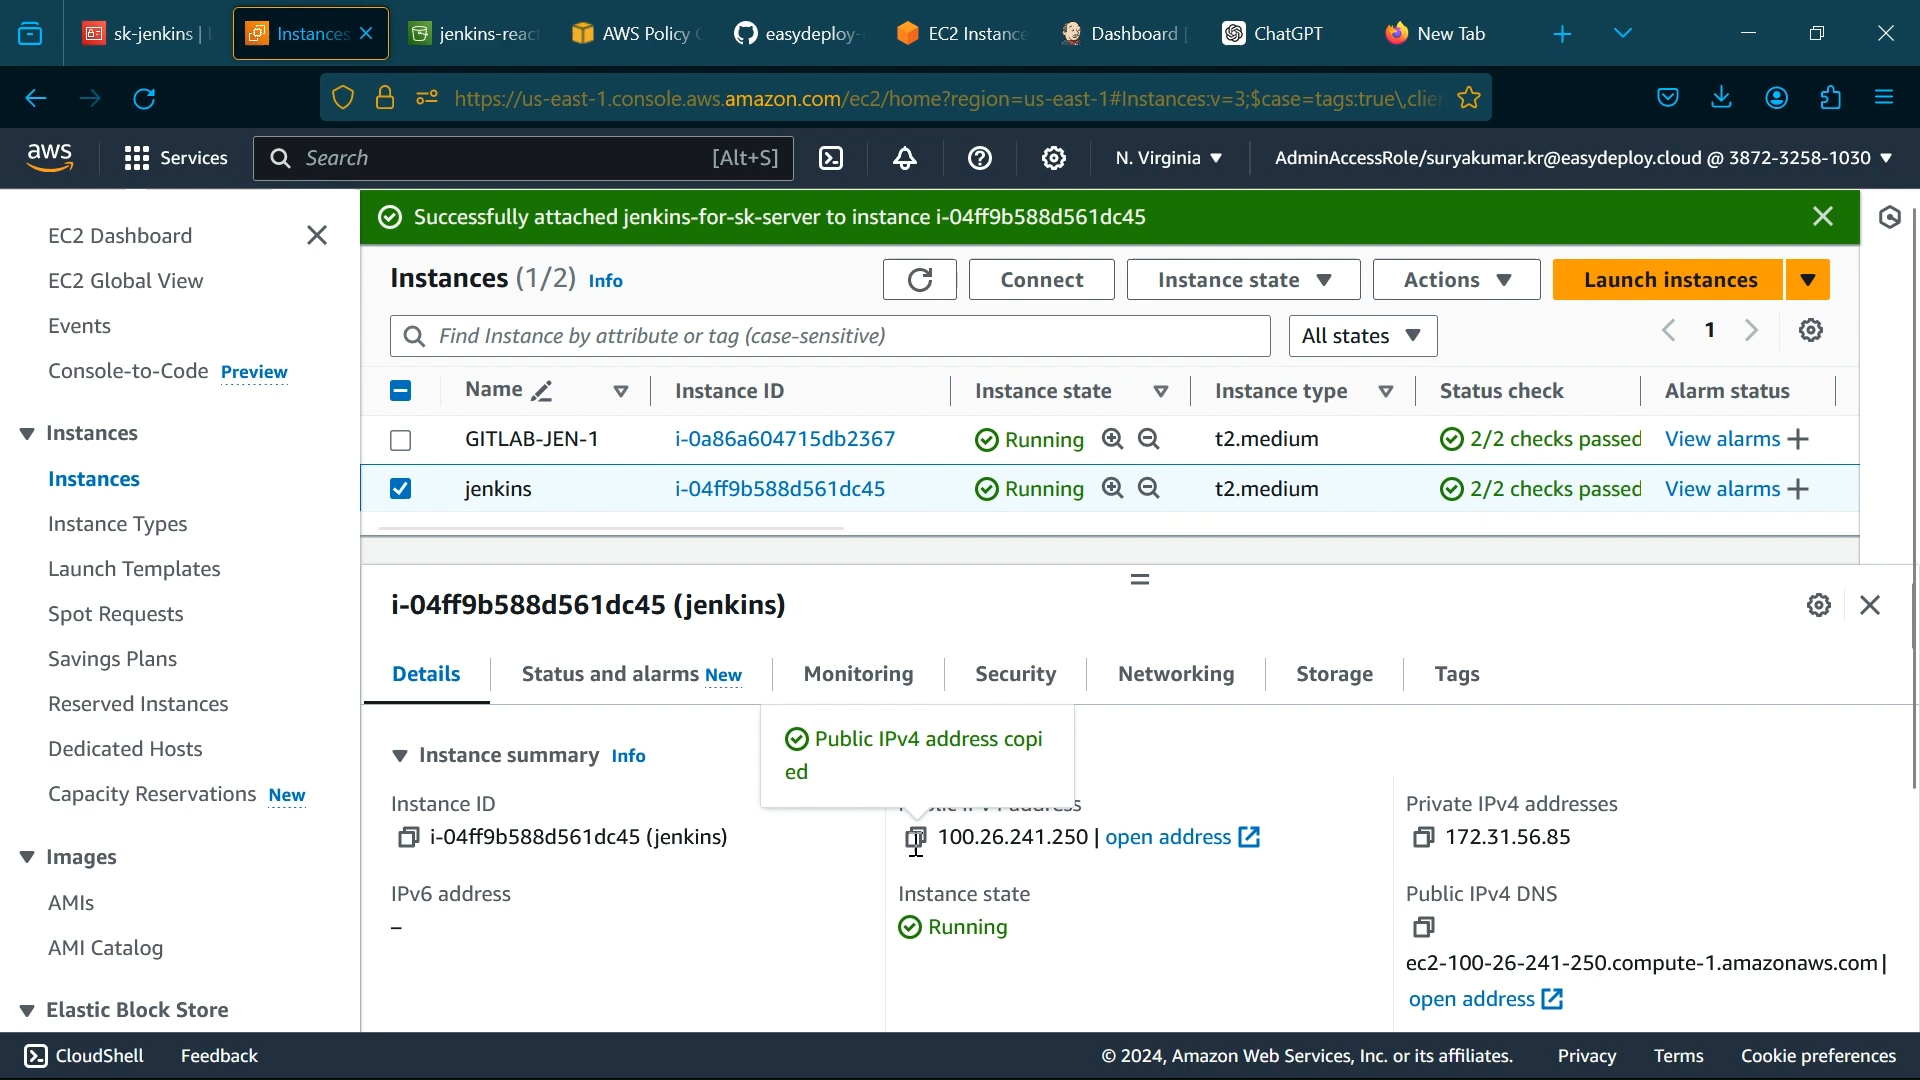 sk-jenkins |
Instances
jenkins-reac
AWS Policy
easydeploy-
EC2 Instance
Dashboard
ChatGPT
New Tab
https://us-east-1.console.aws.amazon.com/ec2/home?region=us-east-1#Instances:v=3;$case=tags:true\,clie
aws
Services
Search
[Alt+S]
N. Virginia
AdminAccessRole/suryakumar.kr@easydeploy.cloud @ 3872-3258-1030
EC2 Dashboard
EC2 Global View
Events
Console-to-Code Preview
Instances
Instances
Instance Types
Launch Templates
Spot Requests
Savings Plans
Reserved Instances
Dedicated Hosts
Capacity Reservations New
Images
AMIs
AMI Catalog
Elastic Block Store
Successfully attached jenkins-for-sk-server to instance i-04ff9b588d561dc45
Instances (1/2) Info
Connect
Instance state
Actions
Launch instances
Find Instance by attribute or tag (case-sensitive)
All states
1
Name
Instance ID
Instance state
Instance type
Status check
Alarm status
GITLAB-JEN-1 i-0a86a604715db2367 Running t2.medium 2/2 checks passed View alarms
jenkins i-04ff9b588d561dc45 Running t2.medium 2/2 checks passed View alarms
i-04ff9b588d561dc45 (jenkins)
Details
Status and alarms New
Monitoring
Security
Networking
Storage
Tags
Instance summary Info
Public IPv4 address copi
ed
Instance ID
i-04ff9b588d561dc45 (jenkins)
100.26.241.250 | open address
Private IPv4 addresses
172.31.56.85
IPv6 address
–
Instance state
Running
Public IPv4 DNS
ec2-100-26-241-250.compute-1.amazonaws.com |
open address
CloudShell
Feedback
© 2024, Amazon Web Services, Inc. or its affiliates.
Privacy
Terms
Cookie preferences